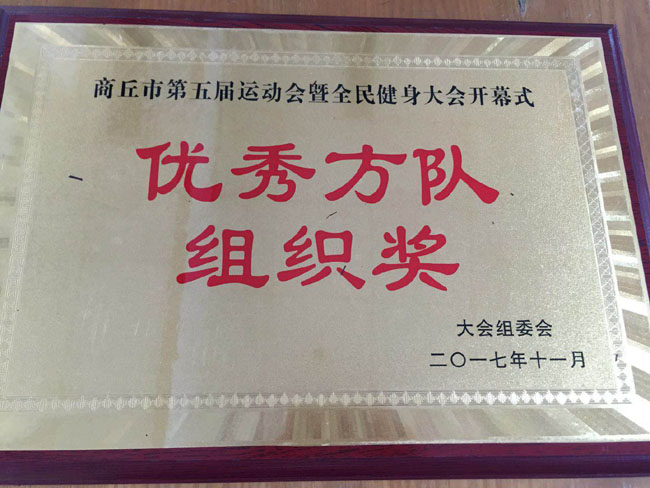 商丘市第五届运动会暨全民健身大会开幕式
优秀方队
组织奖
大会组委会
二〇一七年十一月